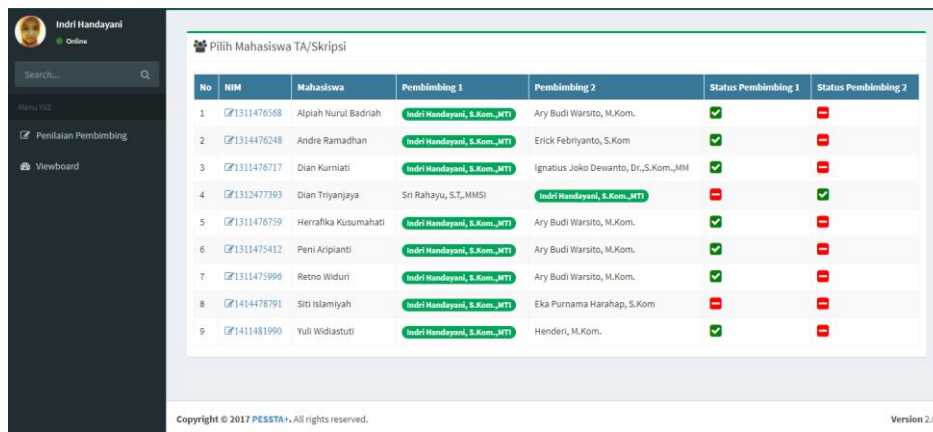 Indri Handayani
Online
Search...
Menu YII2
Penilaian Pembimbing
Viewboard
Pilih Mahasiswa TA/Skripsi
No NIM Mahasiswa Pembimbing 1 Pembimbing 2 Status Pembimbing 1 Status Pembimbing 2
1 1311476568 Alpiah Nurul Badriah Indri Handayani, S.Kom.,MTI Ary Budi Warsito, M.Kom.
2 1314476248 Andre Ramadhan Indri Handayani, S.Kom.,MTI Erick Febriyanto, S.Kom
3 1311476717 Dian Kurniati Indri Handayani, S.Kom.,MTI Ignatius Joko Dewanto, Dr.,S.Kom.,MM
4 1312477393 Dian Triyanjaya Sri Rahayu, S.T,.MMSI Indri Handayani, S.Kom.,MTI
5 1311476759 Herrafika Kusumahati Indri Handayani, S.Kom.,MTI Ary Budi Warsito, M.Kom.
6 1311475412 Peni Aripianti Indri Handayani, S.Kom.,MTI Ary Budi Warsito, M.Kom.
7 1311475996 Retno Widuri Indri Handayani, S.Kom.,MTI Ary Budi Warsito, M.Kom.
8 1414478791 Siti Islamiyah Indri Handayani, S.Kom.,MTI Eka Purnama Harahap, S.Kom
9 1411481990 Yuli Widiastuti Indri Handayani, S.Kom.,MTI Henderi, M.Kom.
Copyright © 2017 PESSTA+. All rights reserved. Version 2.